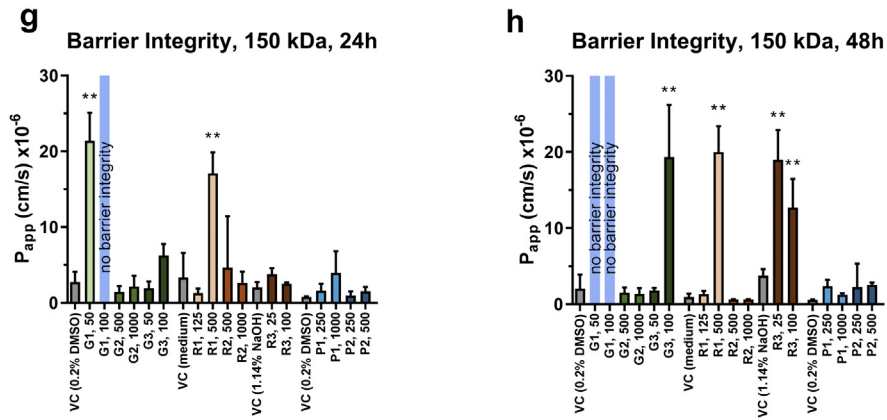 g
Barrier Integrity, 150 kDa, 24h
Papp (cm/s) x10-6
30
20
10
0
** 
no barrier integrity
**
VC (0.2% DMSO)
G1, 50
G1, 100
G2, 500
G2, 1000
G3, 50
G3, 100
VC (medium)
R1, 125
R1, 500
R2, 500
R2, 1000
VC (1.14% NaOH)
R3, 25
R3, 100
VC (0.2% DMSO)
P1, 250
P1, 1000
P2, 250
P2, 500
h
Barrier Integrity, 150 kDa, 48h
Papp (cm/s) x10-6
30
20
10
0
no barrier integrity
no barrier integrity
**
**
**
**
VC (0.2% DMSO)
G1, 50
G1, 100
G2, 500
G2, 1000
G3, 50
G3, 100
VC (medium)
R1, 125
R1, 500
R2, 500
R2, 1000
VC (1.14% NaOH)
R3, 25
R3, 100
VC (0.2% DMSO)
P1, 250
P1, 1000
P2, 250
P2, 500